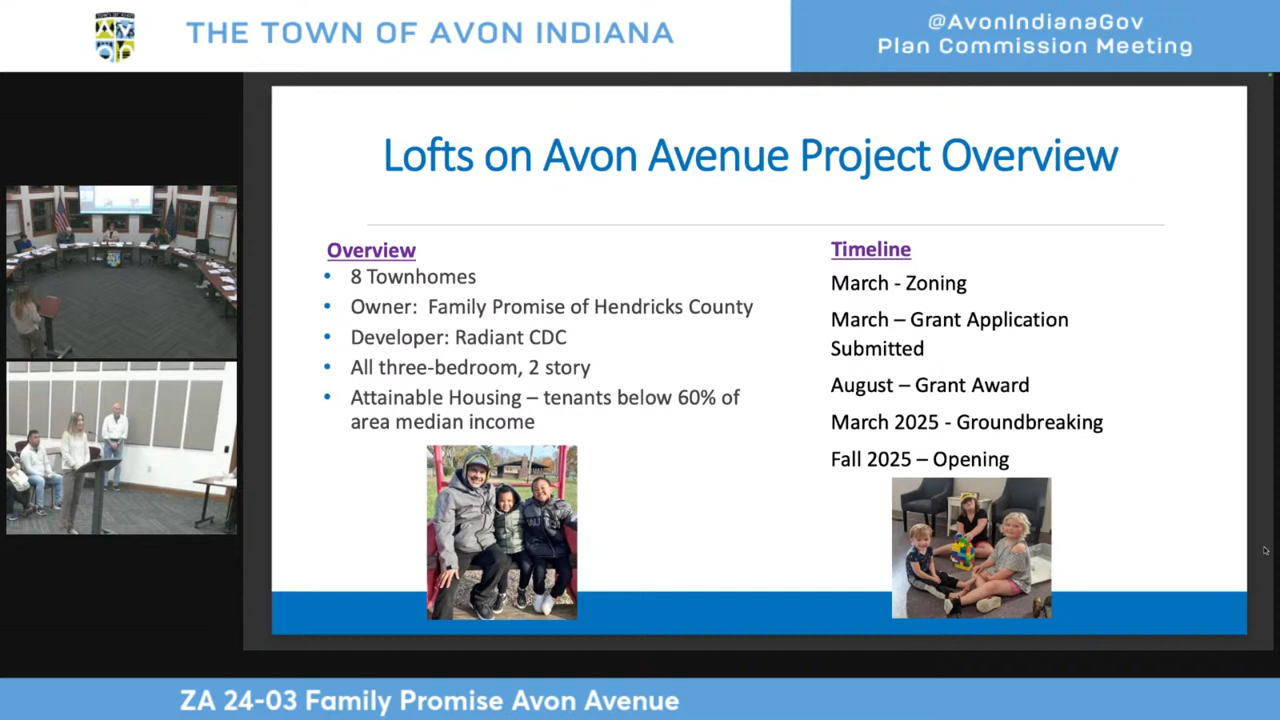 THE TOWN OF AVON INDIANA
@AvonIndianaGov
Plan Commission Meeting
Lofts on Avon Avenue Project Overview
Overview
• 8 Townhomes
• Owner: Family Promise of Hendricks County
• Developer: Radiant CDC
• All three-bedroom, 2 story
• Attainable Housing – tenants below 60% of
area median income
Timeline
March - Zoning
March – Grant Application
Submitted
August – Grant Award
March 2025 - Groundbreaking
Fall 2025 – Opening
ZA 24-03 Family Promise Avon Avenue